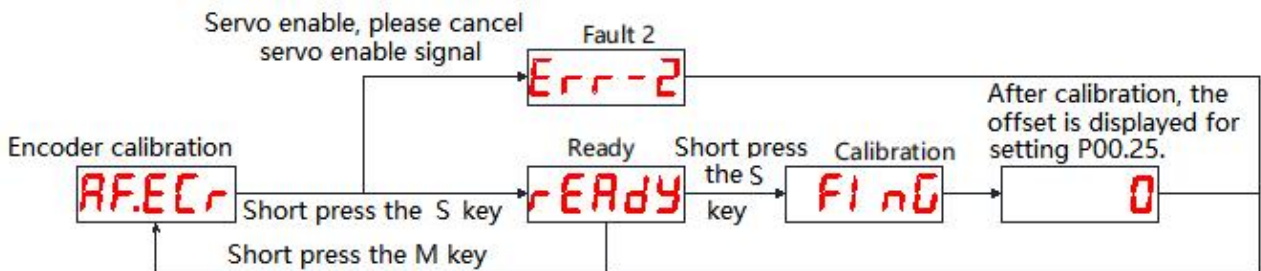 Servo enable, please cancel
servo enable signal
Fault 2
Err-2
After calibration, the
offset is displayed for
setting P00.25.
Encoder calibration
AF.ECr
Short press the S key
Ready
rEAdY
Short press
the S
key
Calibration
FI nG
0
Short press the M key